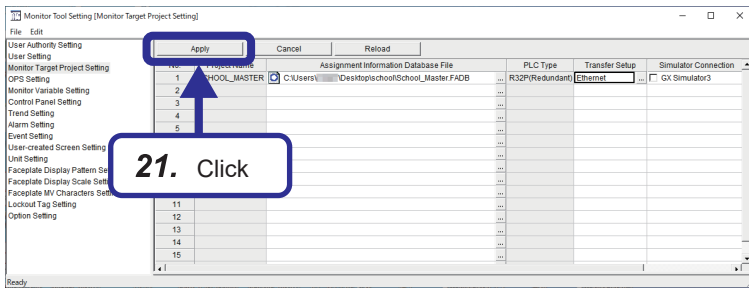 Monitor Tool Setting [Monitor Target Project Setting]
File Edit
User Authority Setting
User Setting
Monitor Target Project Setting
OPS Setting
Monitor Variable Setting
Control Panel Setting
Trend Setting
Alarm Setting
Event Setting
User-created Screen Setting
Unit Setting
Faceplate Display Pattern Se
Faceplate Display Scale Setti
Faceplate MV Characters Setti
Lockout Tag Setting
Option Setting
Apply Cancel Reload
No. Project Name Assignment Information Database File PLC Type Transfer Setup Simulator Connection
1 CHOOL_MASTER C:\Users\ \Desktop\school\School_Master.FADB ... R32P(Redundant) Ethernet ... GX Simulator3
2 ...
3 ...
4 ...
5 ...
...
...
...
...
...
11 ...
12 ...
13 ...
14 ...
15 ...
21. Click
Ready